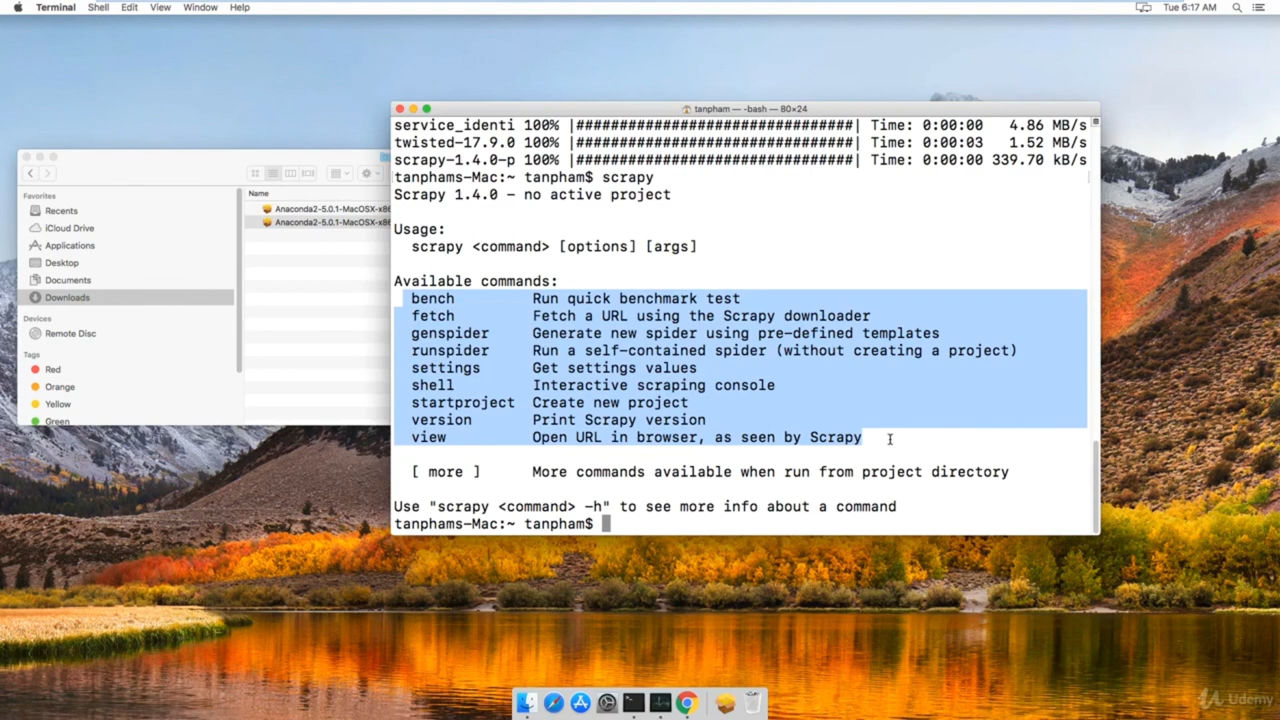 Terminal Shell Edit View Window Help Tue 6:17 AM
tanpham — -bash — 80×24
service_identi 100% |################################| Time: 0:00:00 4.86 MB/s
twisted-17.9.0 100% |################################| Time: 0:00:03 1.52 MB/s
scrapy-1.4.0-p 100% |################################| Time: 0:00:00 339.70 kB/s
tanphams-Mac:~ tanpham$ scrapy
Scrapy 1.4.0 - no active project
Usage:
scrapy <command> [options] [args]
Available commands:
bench Run quick benchmark test
fetch Fetch a URL using the Scrapy downloader
genspider Generate new spider using pre-defined templates
runspider Run a self-contained spider (without creating a project)
settings Get settings values
shell Interactive scraping console
startproject Create new project
version Print Scrapy version
view Open URL in browser, as seen by Scrapy
[ more ] More commands available when run from project directory
Use "scrapy <command> -h" to see more info about a command
tanphams-Mac:~ tanpham$
Favorites
Recents
iCloud Drive
Applications
Desktop
Documents
Downloads
Devices
Remote Disc
Tags
Red
Orange
Yellow
Green
Name
Anaconda2-5.0.1-MacOSX-x86
Anaconda2-5.0.1-MacOSX-x86
Udemy